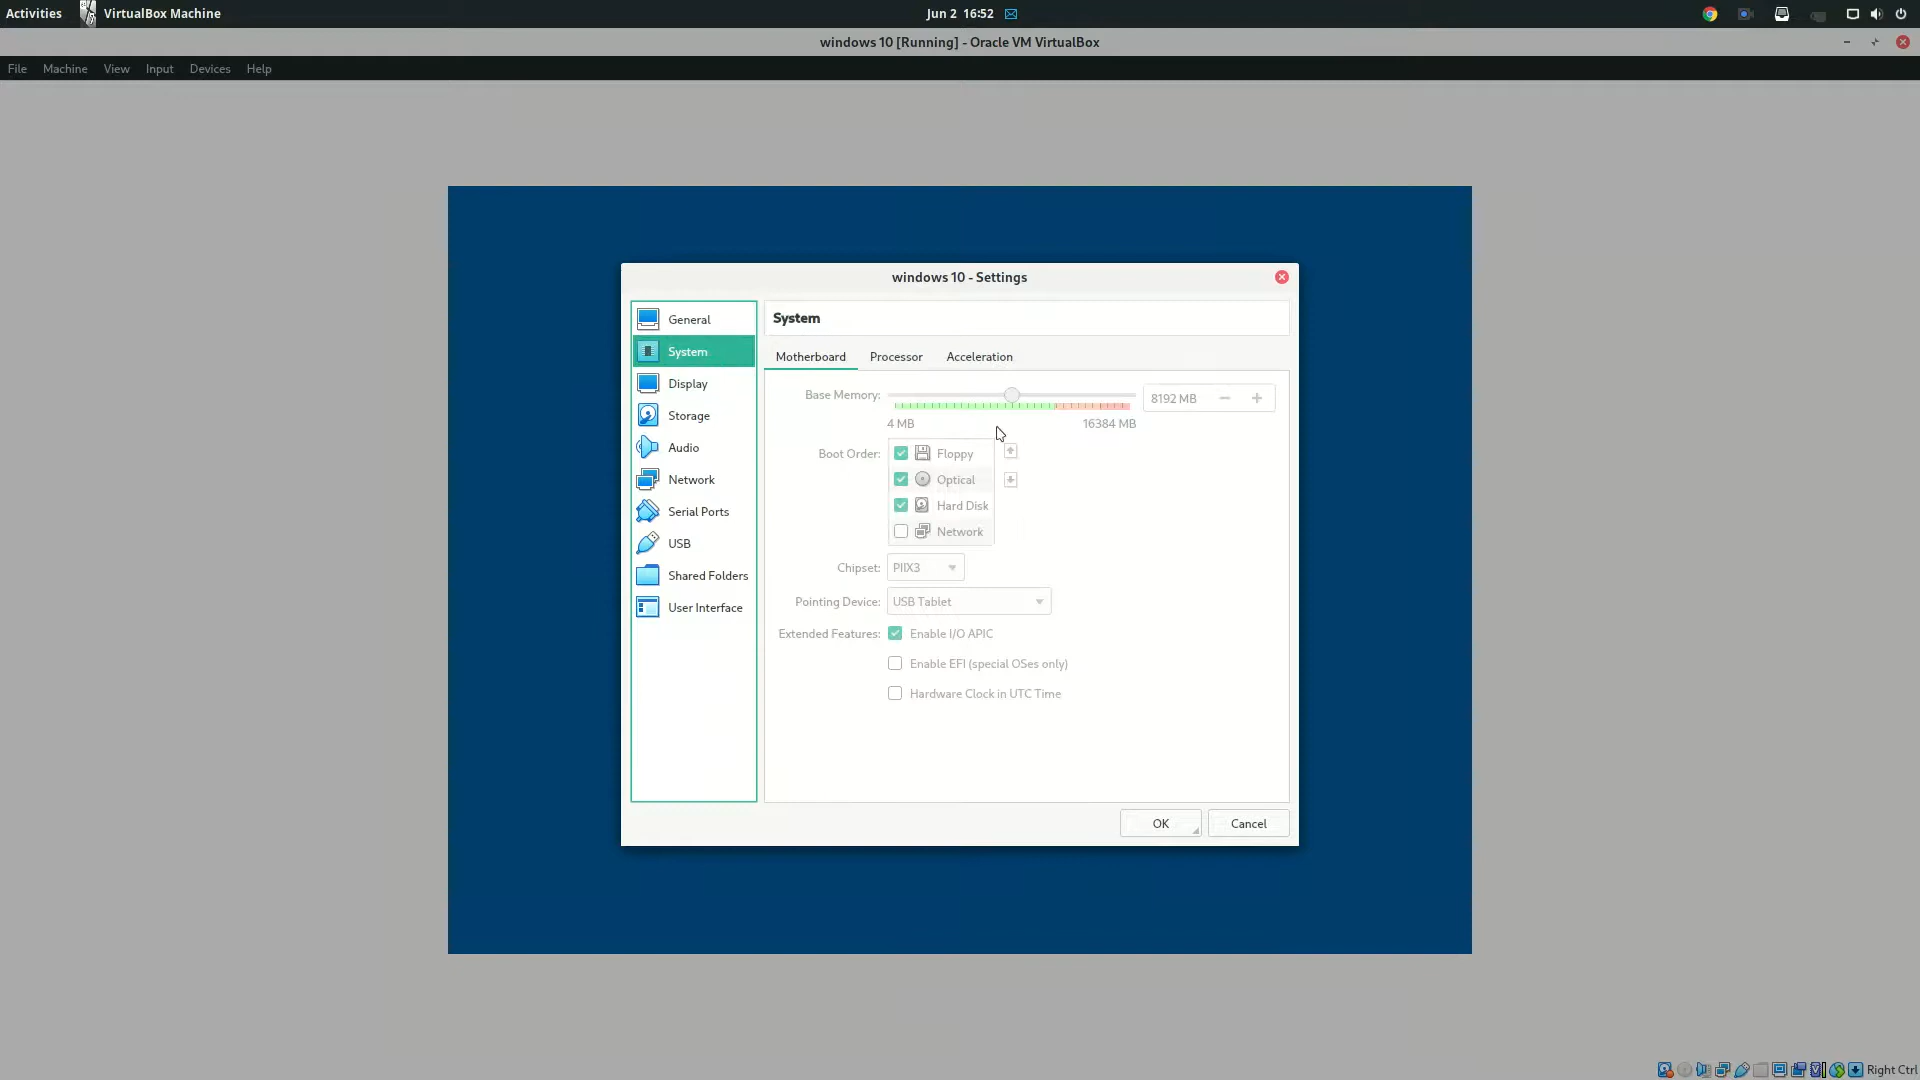 Activities VirtualBox Machine Jun 2 16:52
windows 10 [Running] - Oracle VM VirtualBox
File Machine View Input Devices Help
windows 10 - Settings
General
System
Display
Storage
Audio
Network
Serial Ports
USB
Shared Folders
User Interface
System
Motherboard Processor Acceleration
Base Memory: 8192 MB
4 MB 16384 MB
Boot Order: Floppy
Optical
Hard Disk
Network
Chipset: PIIX3
Pointing Device: USB Tablet
Extended Features: Enable I/O APIC
Enable EFI (special OSes only)
Hardware Clock in UTC Time
OK Cancel
Right Ctrl